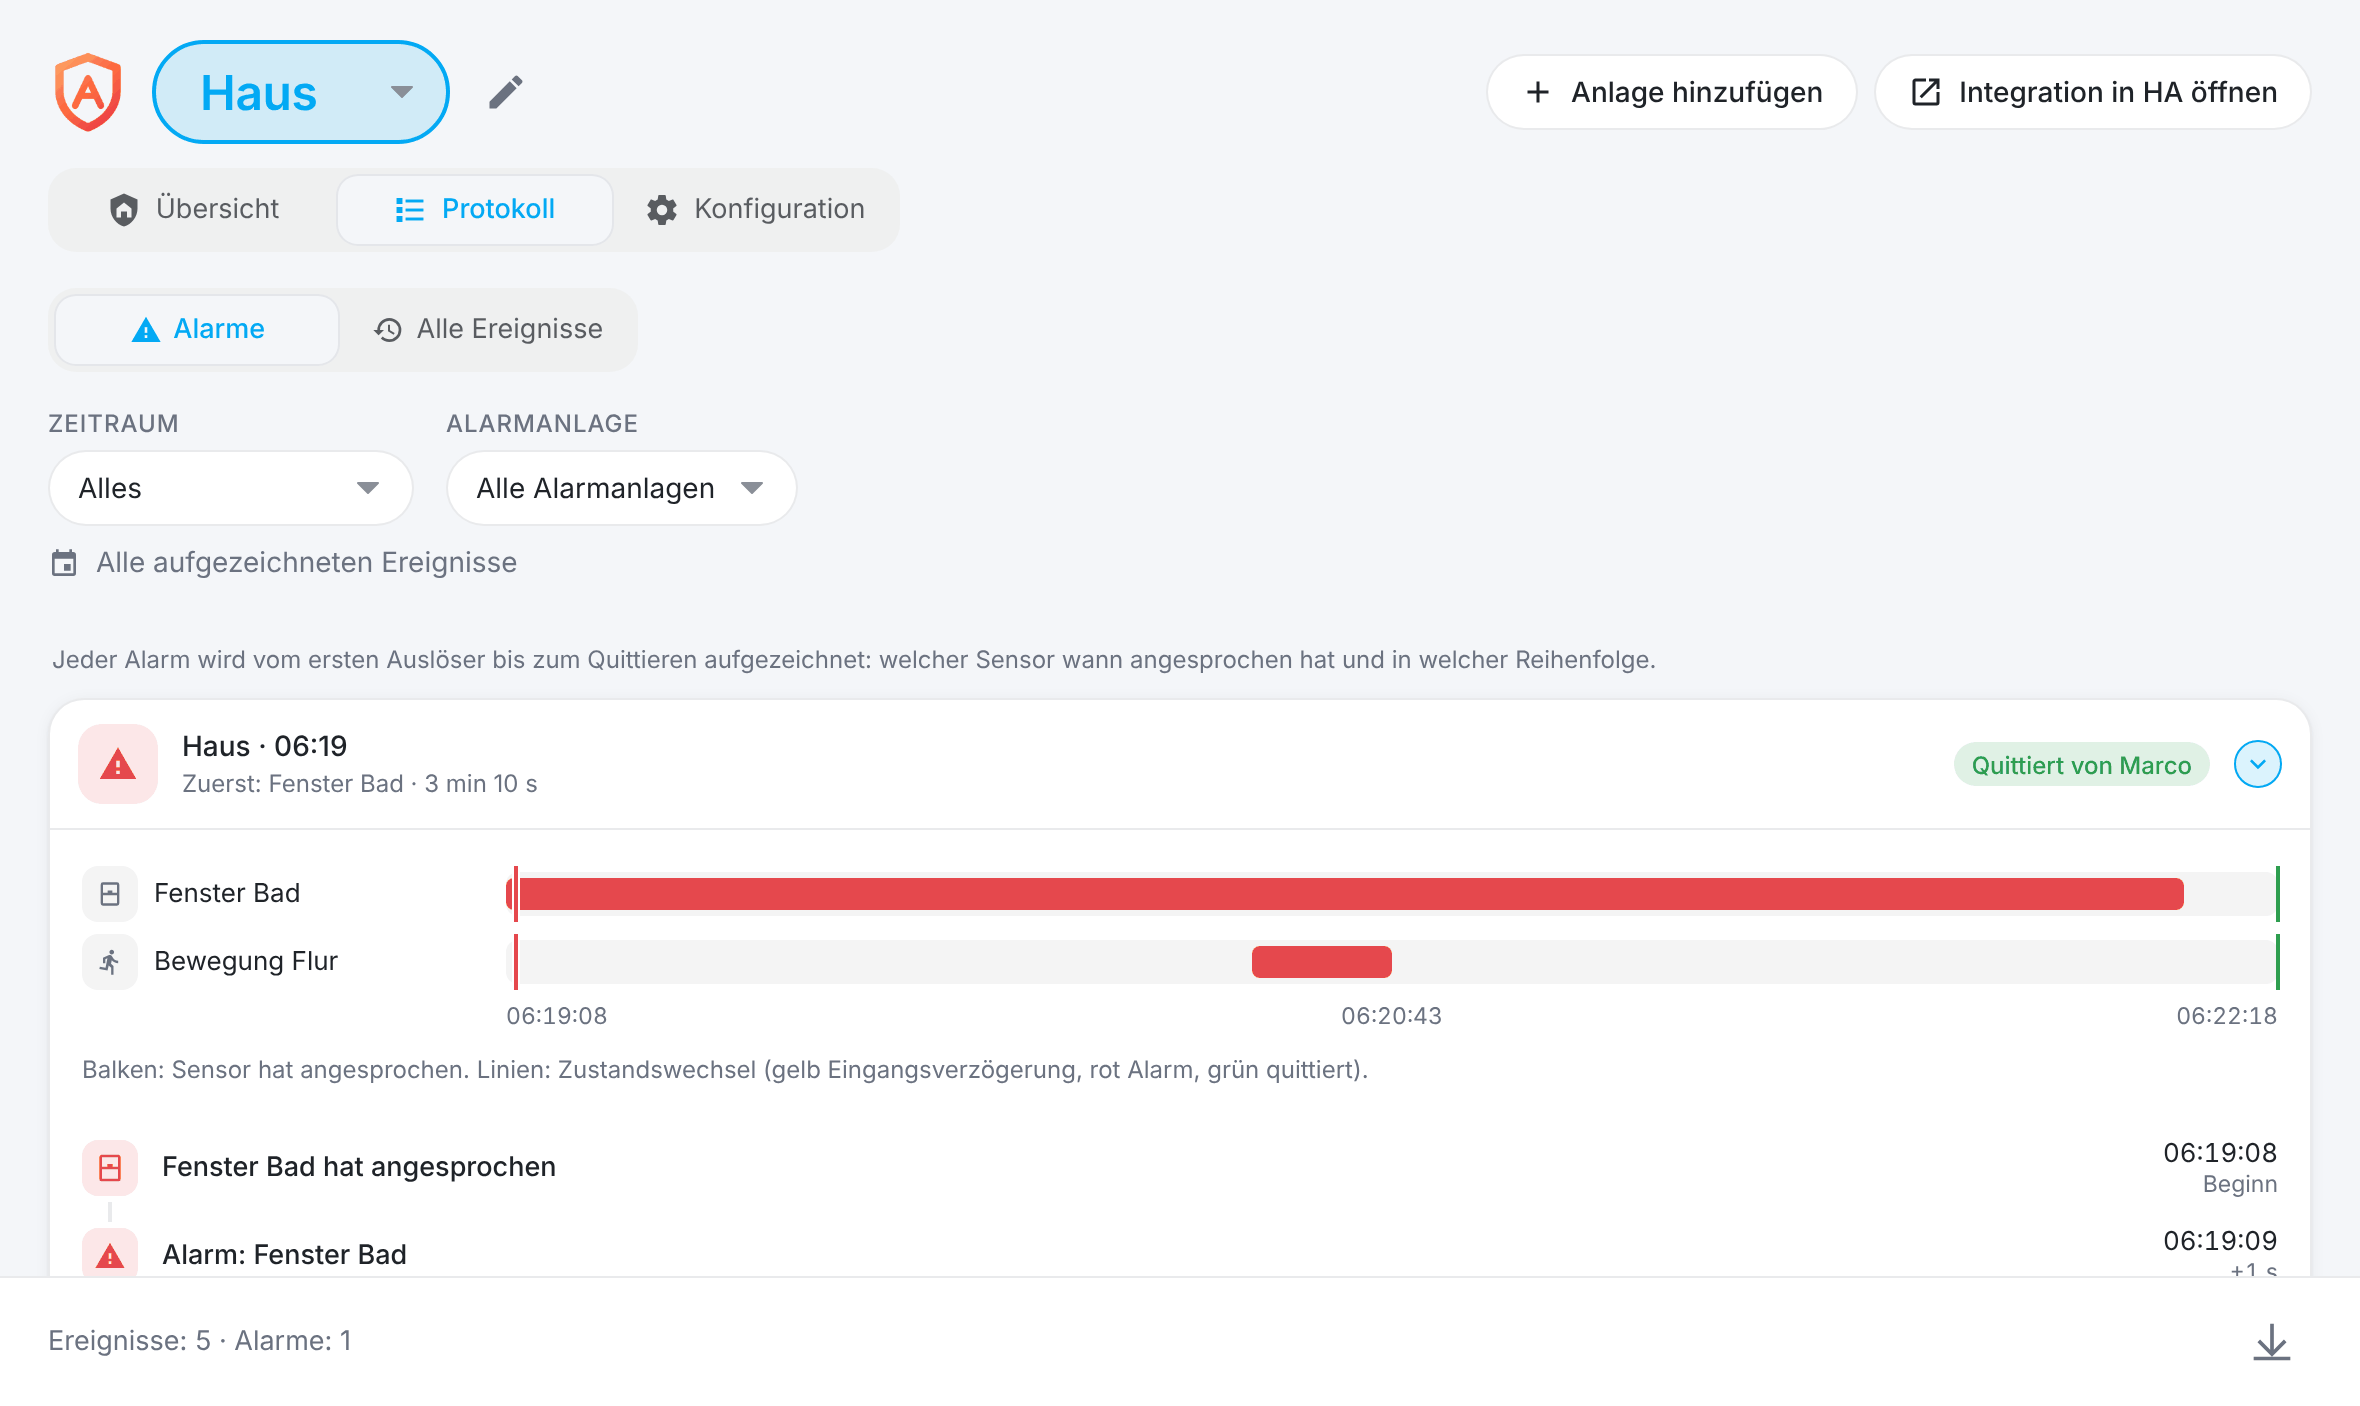 Haus
+ Anlage hinzufügen
Integration in HA öffnen
Übersicht
Protokoll
Konfiguration
Alarme
Alle Ereignisse
ZEITRAUM
ALARMANLAGE
Alles
Alle Alarmanlagen
Alle aufgezeichneten Ereignisse
Jeder Alarm wird vom ersten Auslöser bis zum Quittieren aufgezeichnet: welcher Sensor wann angesprochen hat und in welcher Reihenfolge.
Haus · 06:19
Zuerst: Fenster Bad · 3 min 10 s
Quittiert von Marco
Fenster Bad
Bewegung Flur
06:19:08
06:20:43
06:22:18
Balken: Sensor hat angesprochen. Linien: Zustandswechsel (gelb Eingangsverzögerung, rot Alarm, grün quittiert).
Fenster Bad hat angesprochen
06:19:08
Beginn
Alarm: Fenster Bad
06:19:09
+1 s
Ereignisse: 5 · Alarme: 1